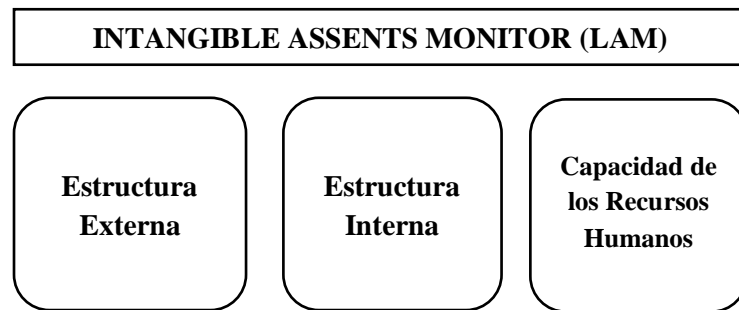 INTANGIBLE ASSENTS MONITOR (LAM)
Estructura
Externa
Estructura
Interna
Capacidad de
los Recursos
Humanos